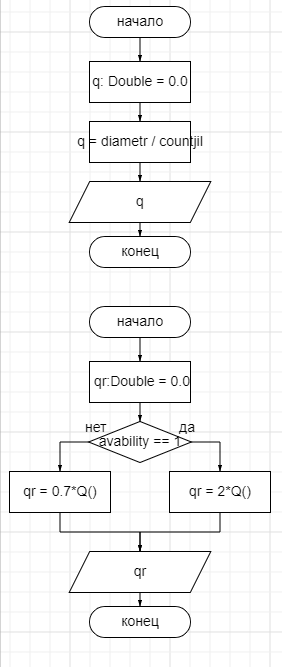 начало
q: Double = 0.0
q = diametr / countjil
q
конец
начало
qr:Double = 0.0
нет
да
avability == 1
qr = 0.7*Q()
qr = 2*Q()
qr
конец